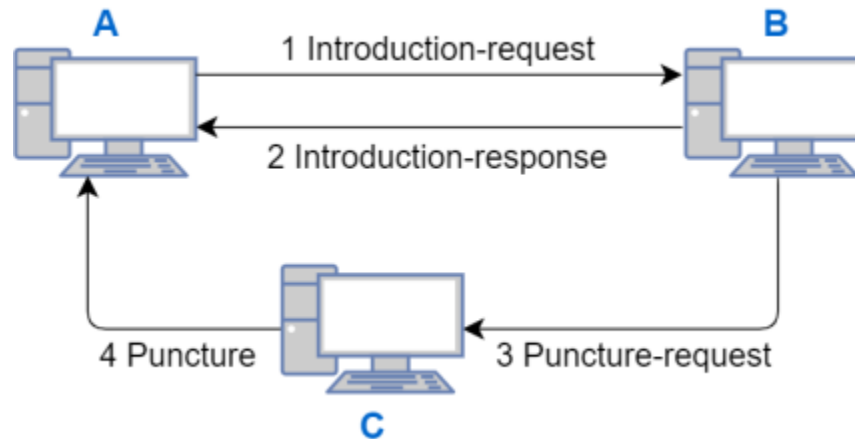 A
B
1 Introduction-request
2 Introduction-response
4 Puncture
3 Puncture-request
C